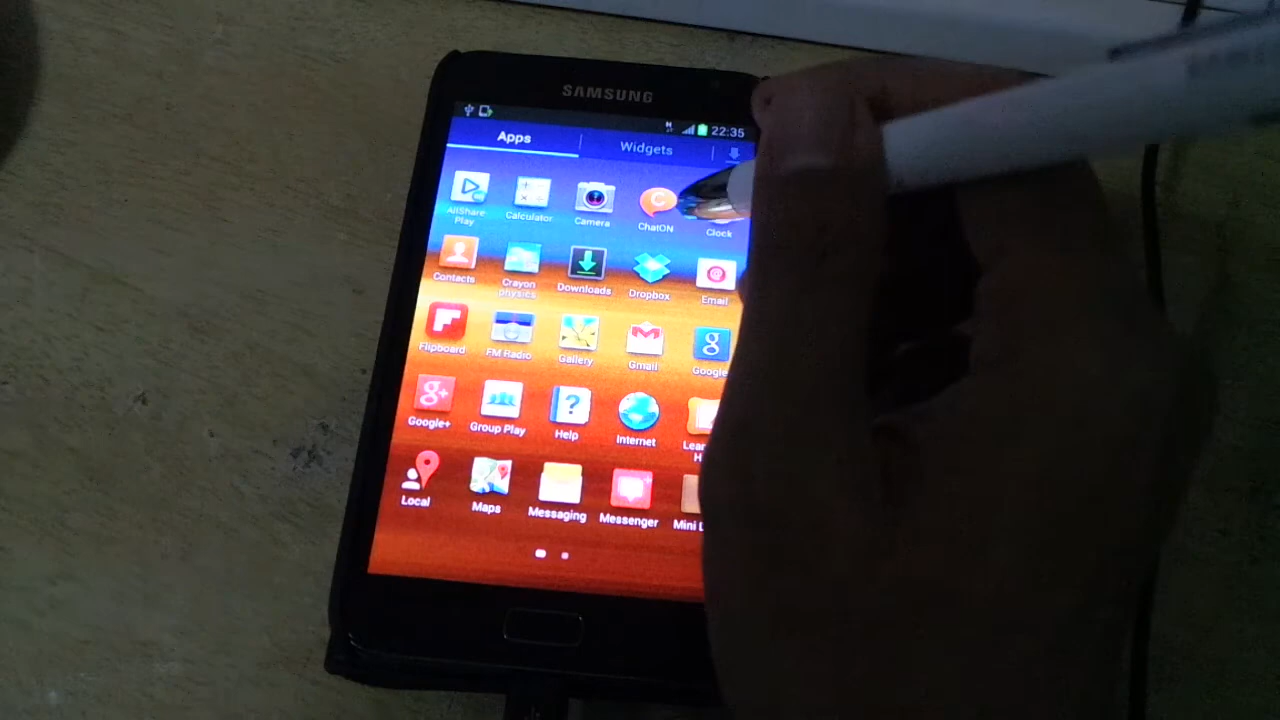 SAMSUNG
H 22:35
Apps Widgets
AllShare Play Calculator Camera ChatON Clock
Contacts Crayon physics Downloads Dropbox Email
Flipboard FM Radio Gallery Gmail Google
Google+ Group Play Help Internet
Local Maps Messaging Messenger Mini